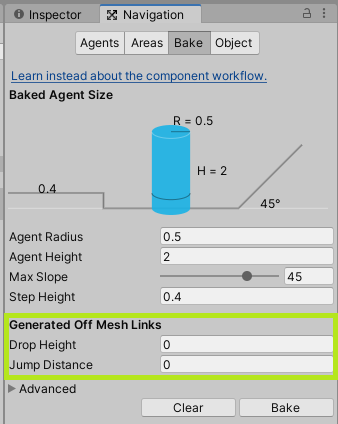 Inspector Navigation
Agents Areas Bake Object
Learn instead about the component workflow.
Baked Agent Size
R = 0.5
H = 2
0.4
45°
Agent Radius 0.5
Agent Height 2
Max Slope 45
Step Height 0.4
Generated Off Mesh Links
Drop Height 0
Jump Distance 0
Advanced
Clear Bake